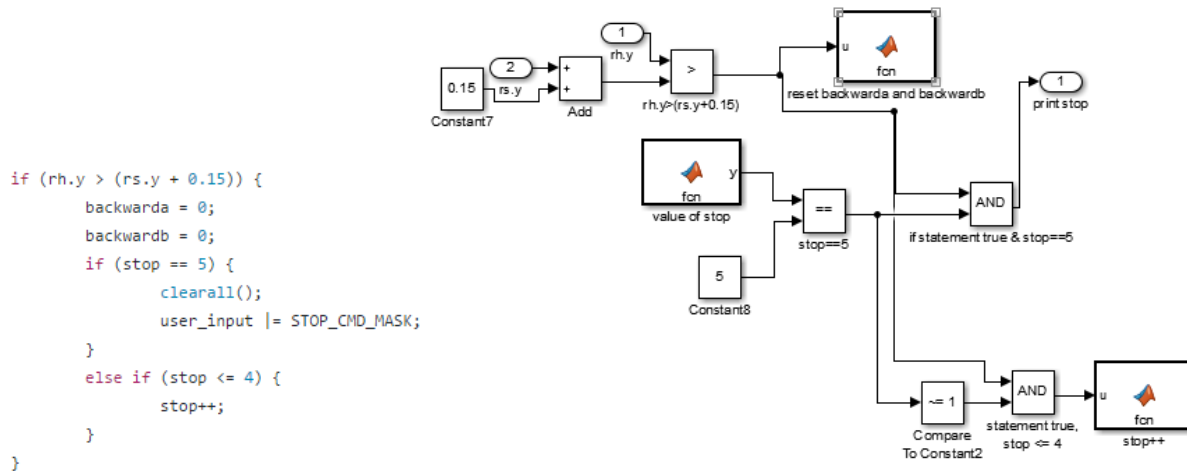 if (rh.y > (rs.y + 0.15)) {
backwarda = 0;
backwardb = 0;
if (stop == 5) {
clearall();
user_input |= STOP_CMD_MASK;
}
else if (stop <= 4) {
stop++;
}
}
1
rh.y
2
rs.y
0.15
Constant7
+
+
Add
>
rh.y>(rs.y+0.15)
u
fcn
reset backwarda and backwardb
1
print stop
y
fcn
value of stop
==
stop==5
5
Constant8
AND
if statement true & stop==5
~= 1
Compare
To Constant2
AND
statement true,
stop <= 4
u
fcn
stop++